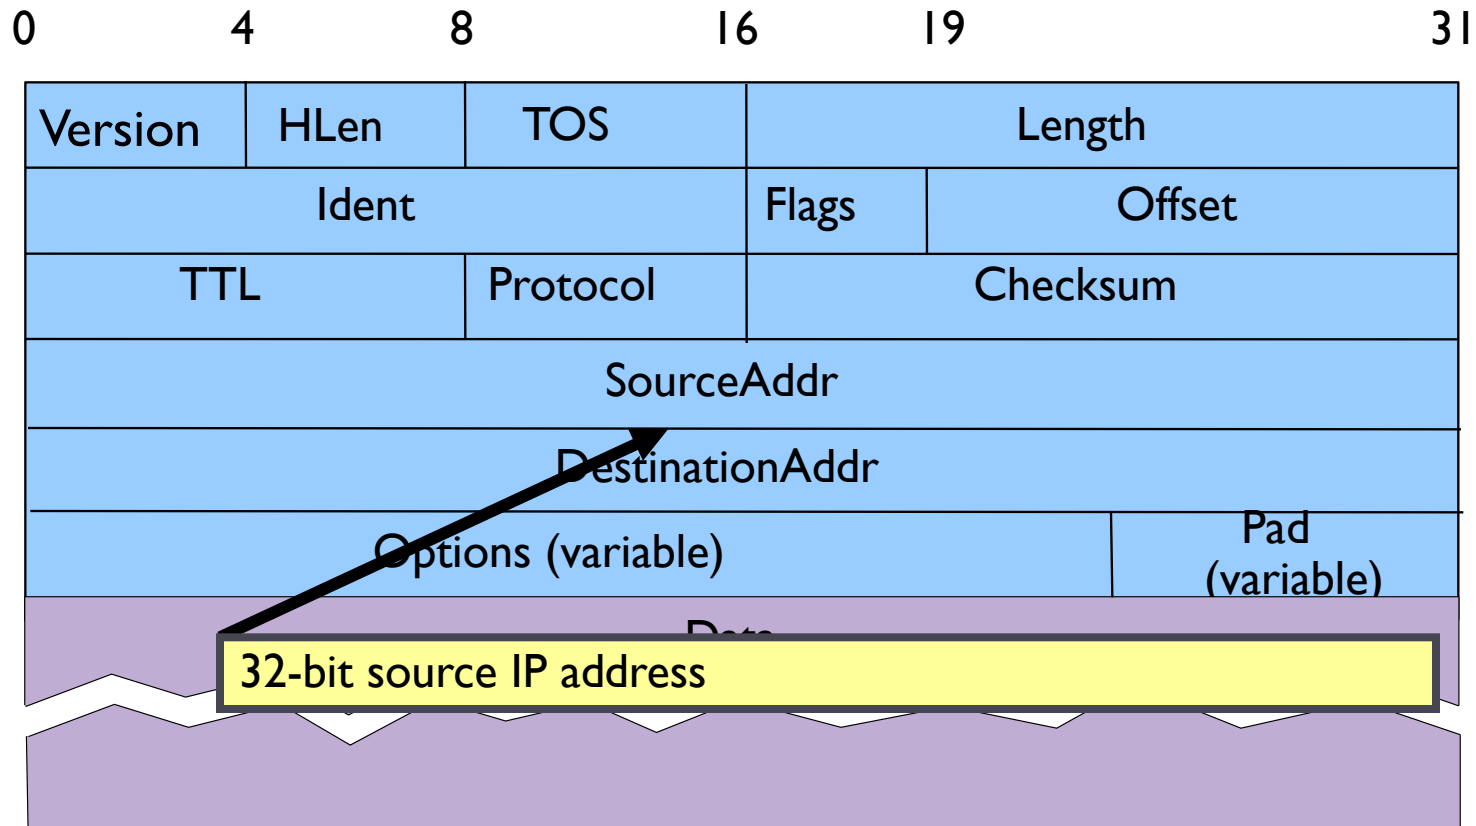 0 4 8 16 19 31
Version HLen TOS Length
Ident Flags Offset
TTL Protocol Checksum
SourceAddr
DestinationAddr
Options (variable) Pad
(variable)
Data
32-bit source IP address